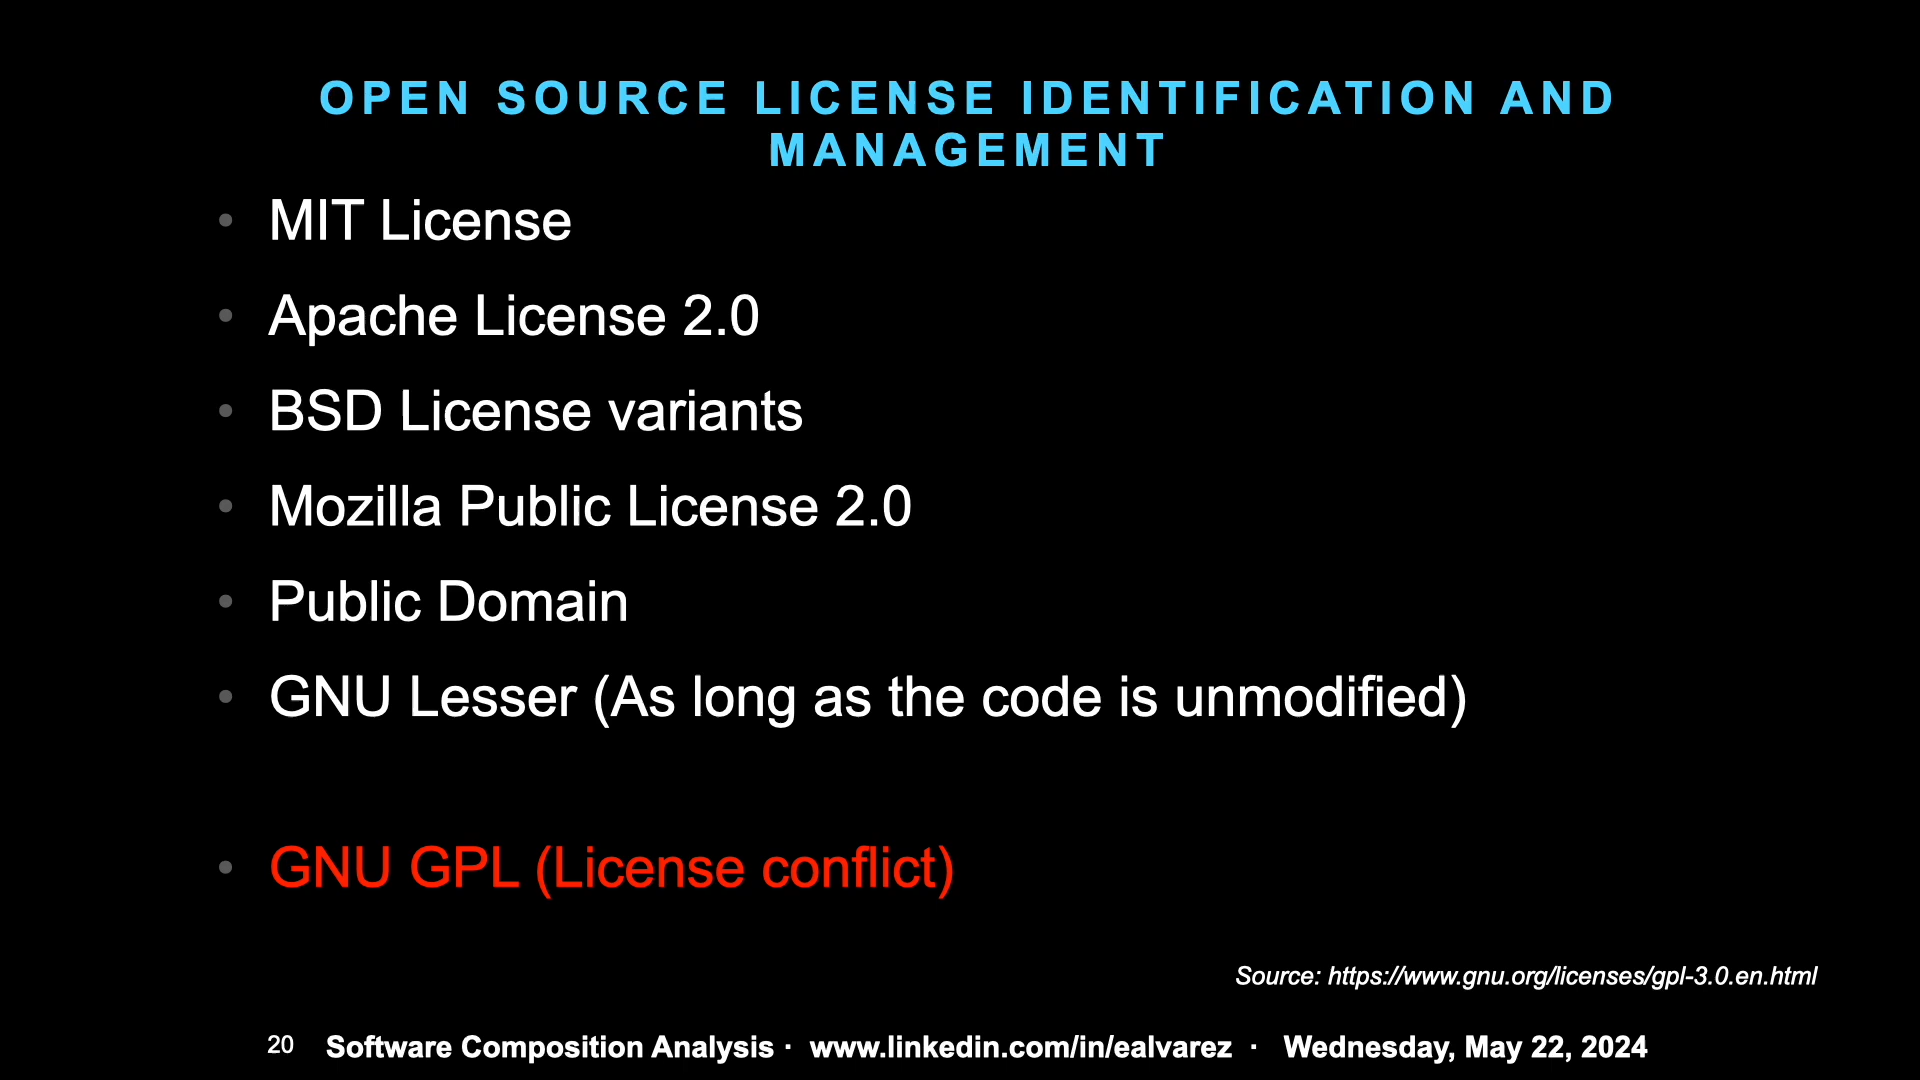 OPEN SOURCE LICENSE IDENTIFICATION AND
MANAGEMENT
• MIT License
• Apache License 2.0
• BSD License variants
• Mozilla Public License 2.0
• Public Domain
• GNU Lesser (As long as the code is unmodified)
• GNU GPL (License conflict)
Source: https://www.gnu.org/licenses/gpl-3.0.en.html
20 Software Composition Analysis · www.linkedin.com/in/ealvarez · Wednesday, May 22, 2024